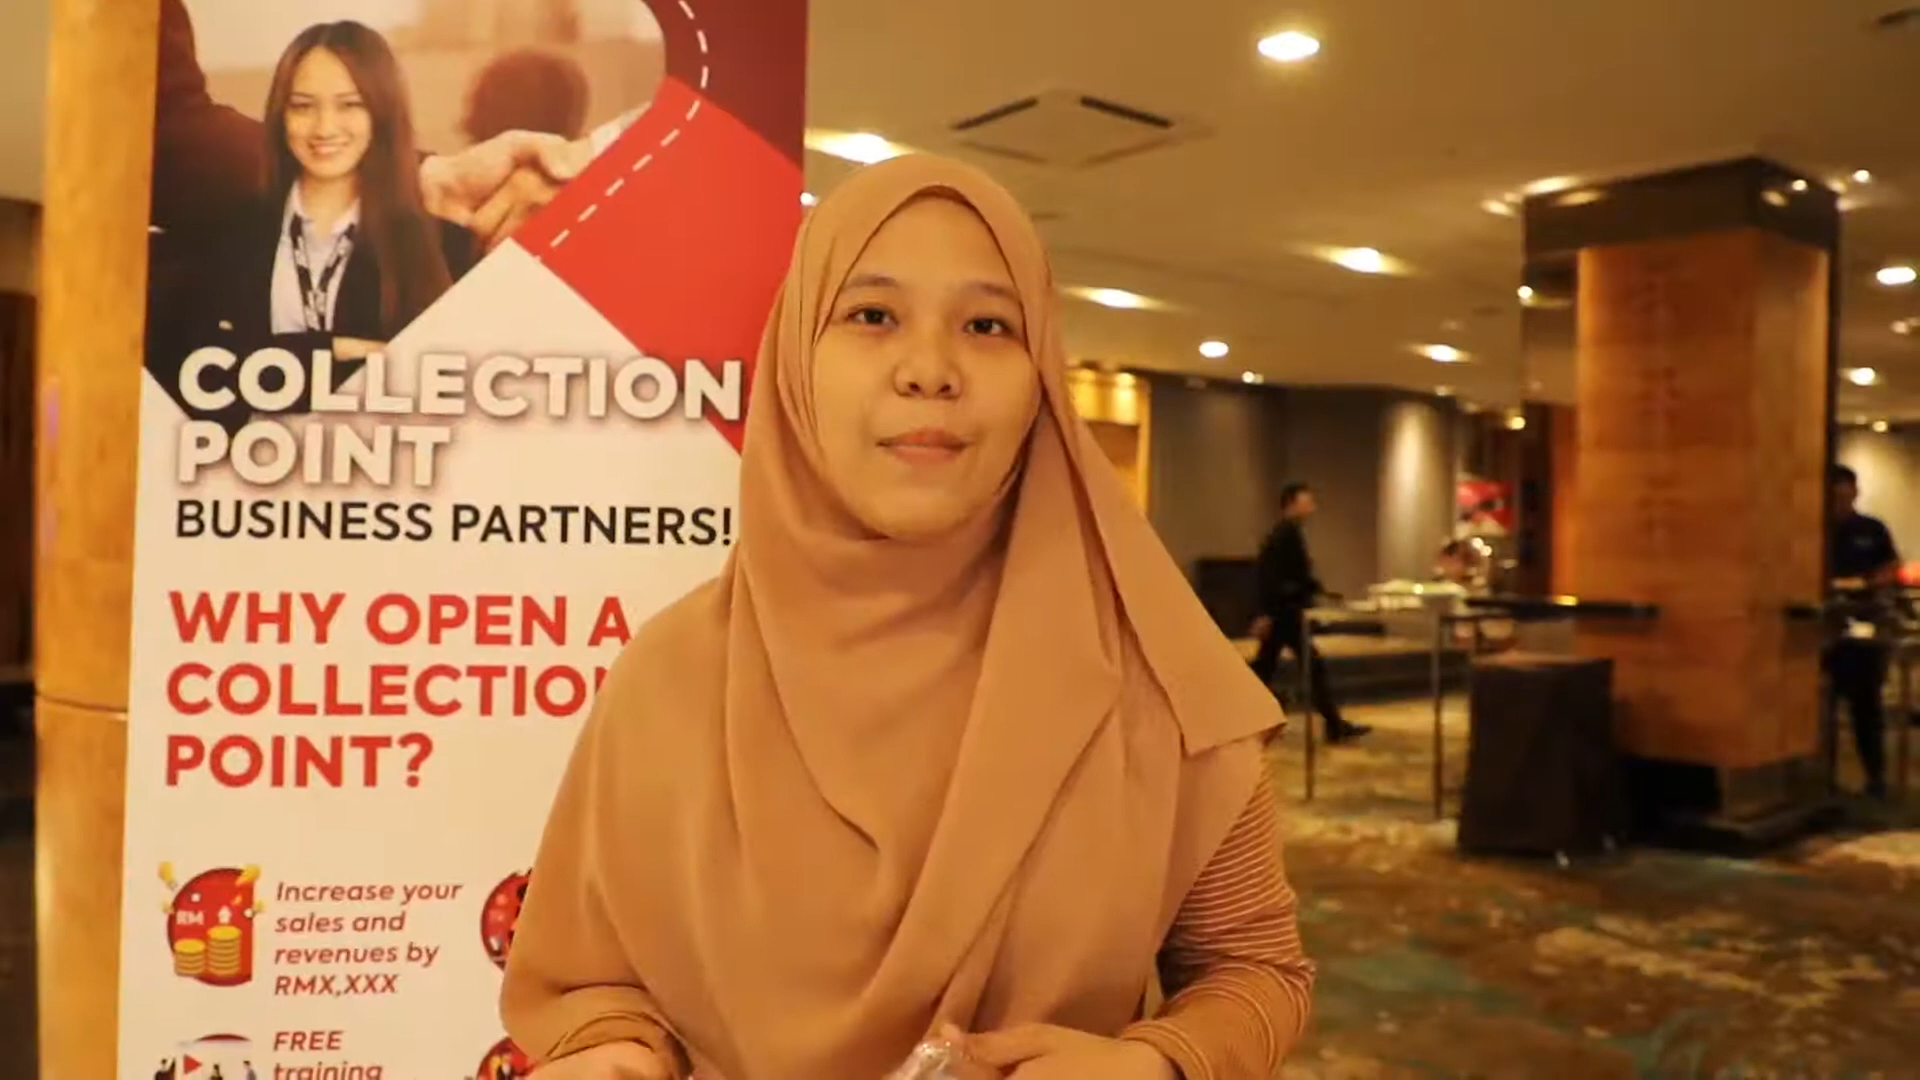 COLLECTION
POINT
BUSINESS PARTNERS!
WHY OPEN A
COLLECTIO
POINT?
RM
Increase your
sales and
revenues by
RMX,XXX
FREE
training